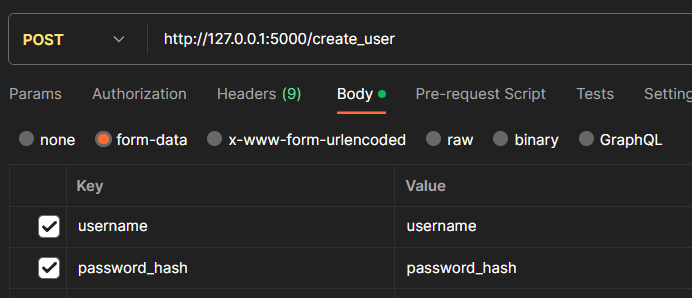 POST http://127.0.0.1:5000/create_user
Params Authorization Headers (9) Body Pre-request Script Tests Setting
none form-data x-www-form-urlencoded raw binary GraphQL
Key Value
username username
password_hash password_hash